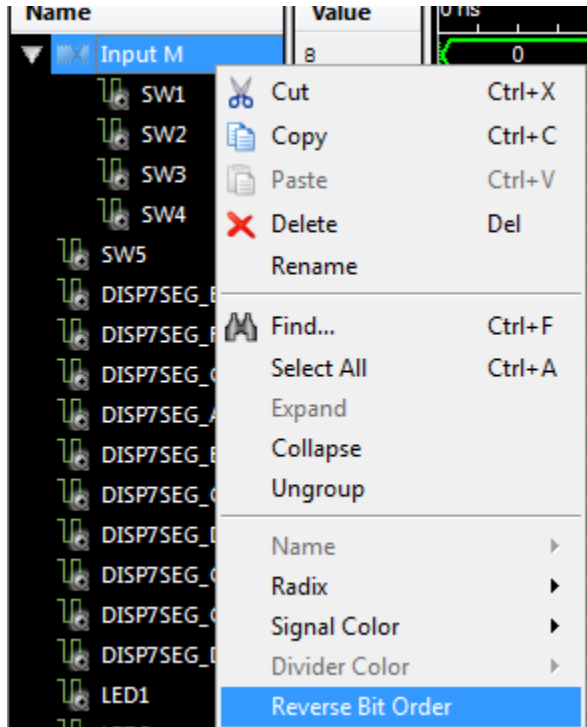 Name Value 0 ns
Input M 8 0
SW1
SW2
SW3
SW4
SW5
DISP7SEG_
DISP7SEG_
DISP7SEG_
DISP7SEG_
DISP7SEG_
DISP7SEG_
DISP7SEG_
DISP7SEG_
DISP7SEG_
DISP7SEG_
LED1
Cut Ctrl+X
Copy Ctrl+C
Paste Ctrl+V
Delete Del
Rename
Find... Ctrl+F
Select All Ctrl+A
Expand
Collapse
Ungroup
Name
Radix
Signal Color
Divider Color
Reverse Bit Order